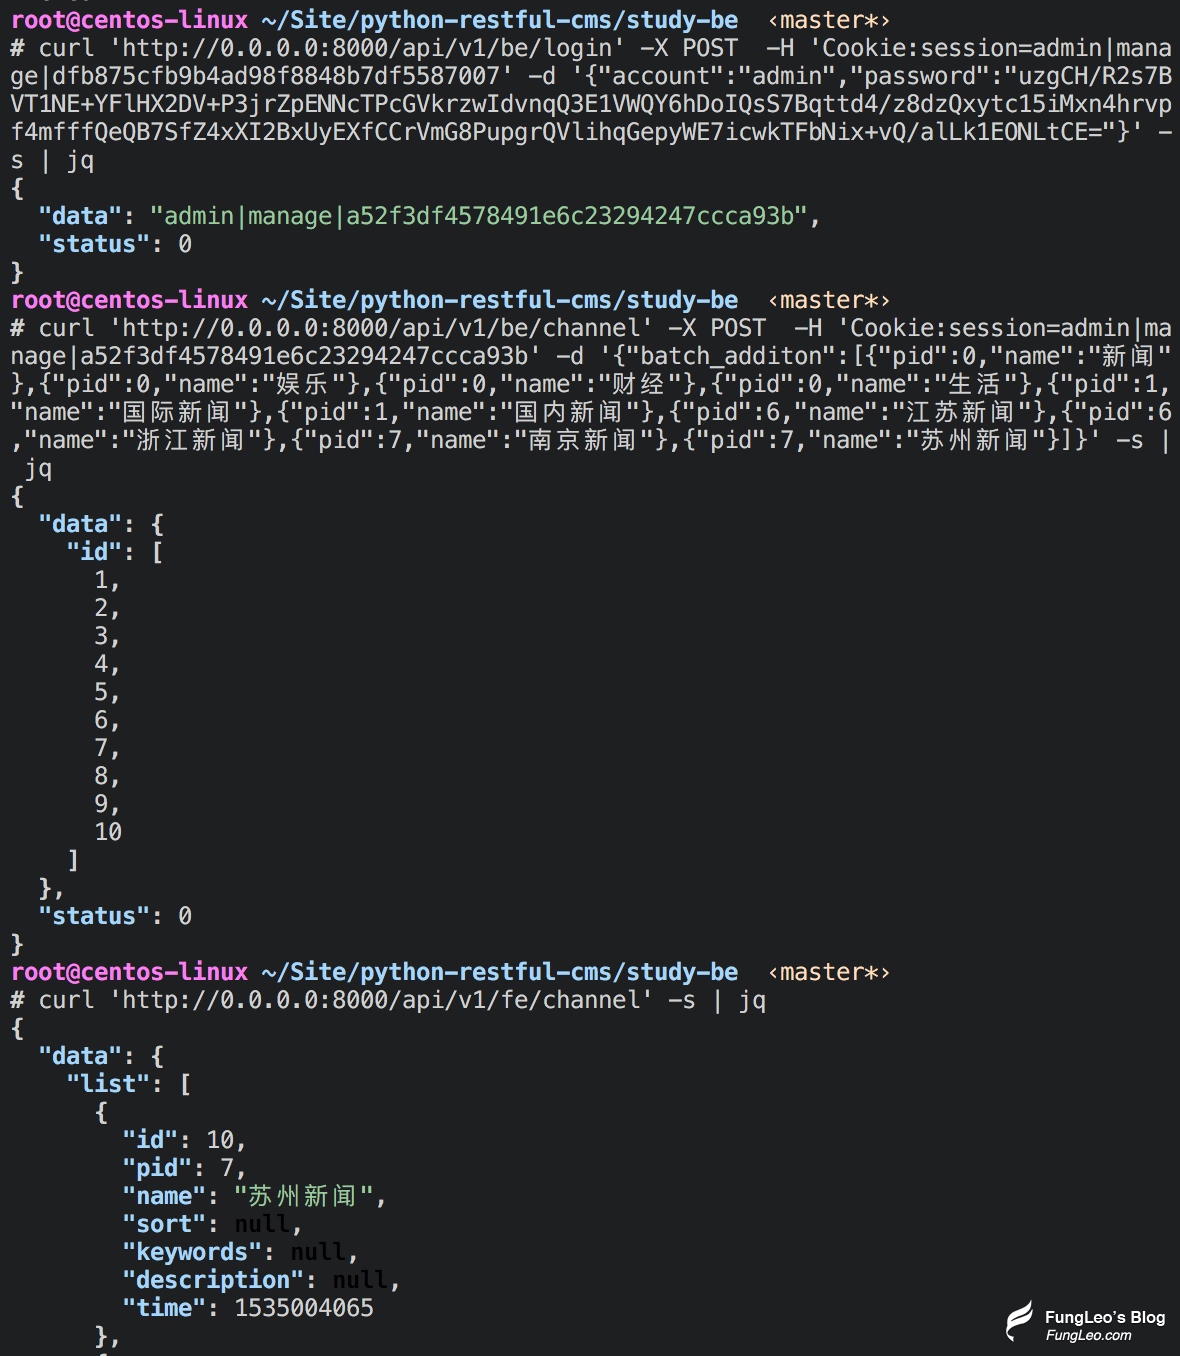 root@centos-linux ~/Site/python-restful-cms/study-be  ‹master*›
# curl 'http://0.0.0.0:8000/api/v1/be/login' -X POST  -H 'Cookie:session=admin|mana
ge|dfb875cfb9b4ad98f8848b7df5587007' -d '{"account":"admin","password":"uzgCH/R2s7B
VT1NE+YFlHX2DV+P3jrZpENNcTPcGVkrzwIdvnqQ3E1VWQY6hDoIQsS7Bqttd4/z8dzQxytc15iMxn4hrvp
f4mfffQeQB7SfZ4xXI2BxUyEXfCCrVmG8PupgrQVlihqGepyWE7icwkTFbNix+vQ/alLk1EONLtCE="}' -
s | jq
{
  "data": "admin|manage|a52f3df4578491e6c23294247ccca93b",
  "status": 0
}
root@centos-linux ~/Site/python-restful-cms/study-be  ‹master*›
# curl 'http://0.0.0.0:8000/api/v1/be/channel' -X POST  -H 'Cookie:session=admin|ma
nage|a52f3df4578491e6c23294247ccca93b' -d '{"batch_additon":[{"pid":0,"name":"新闻"
},{"pid":0,"name":"娱乐"},{"pid":0,"name":"财经"},{"pid":0,"name":"生活"},{"pid":1,
"name":"国际新闻"},{"pid":1,"name":"国内新闻"},{"pid":6,"name":"江苏新闻"},{"pid":6
,"name":"浙江新闻"},{"pid":7,"name":"南京新闻"},{"pid":7,"name":"苏州新闻"}]}' -s |
 jq
{
  "data": {
    "id": [
      1,
      2,
      3,
      4,
      5,
      6,
      7,
      8,
      9,
      10
    ]
  },
  "status": 0
}
root@centos-linux ~/Site/python-restful-cms/study-be  ‹master*›
# curl 'http://0.0.0.0:8000/api/v1/fe/channel' -s | jq
{
  "data": {
    "list": [
      {
        "id": 10,
        "pid": 7,
        "name": "苏州新闻",
        "sort": null,
        "keywords": null,
        "description": null,
        "time": 1535004065
      },
FungLeo's Blog
FungLeo.com